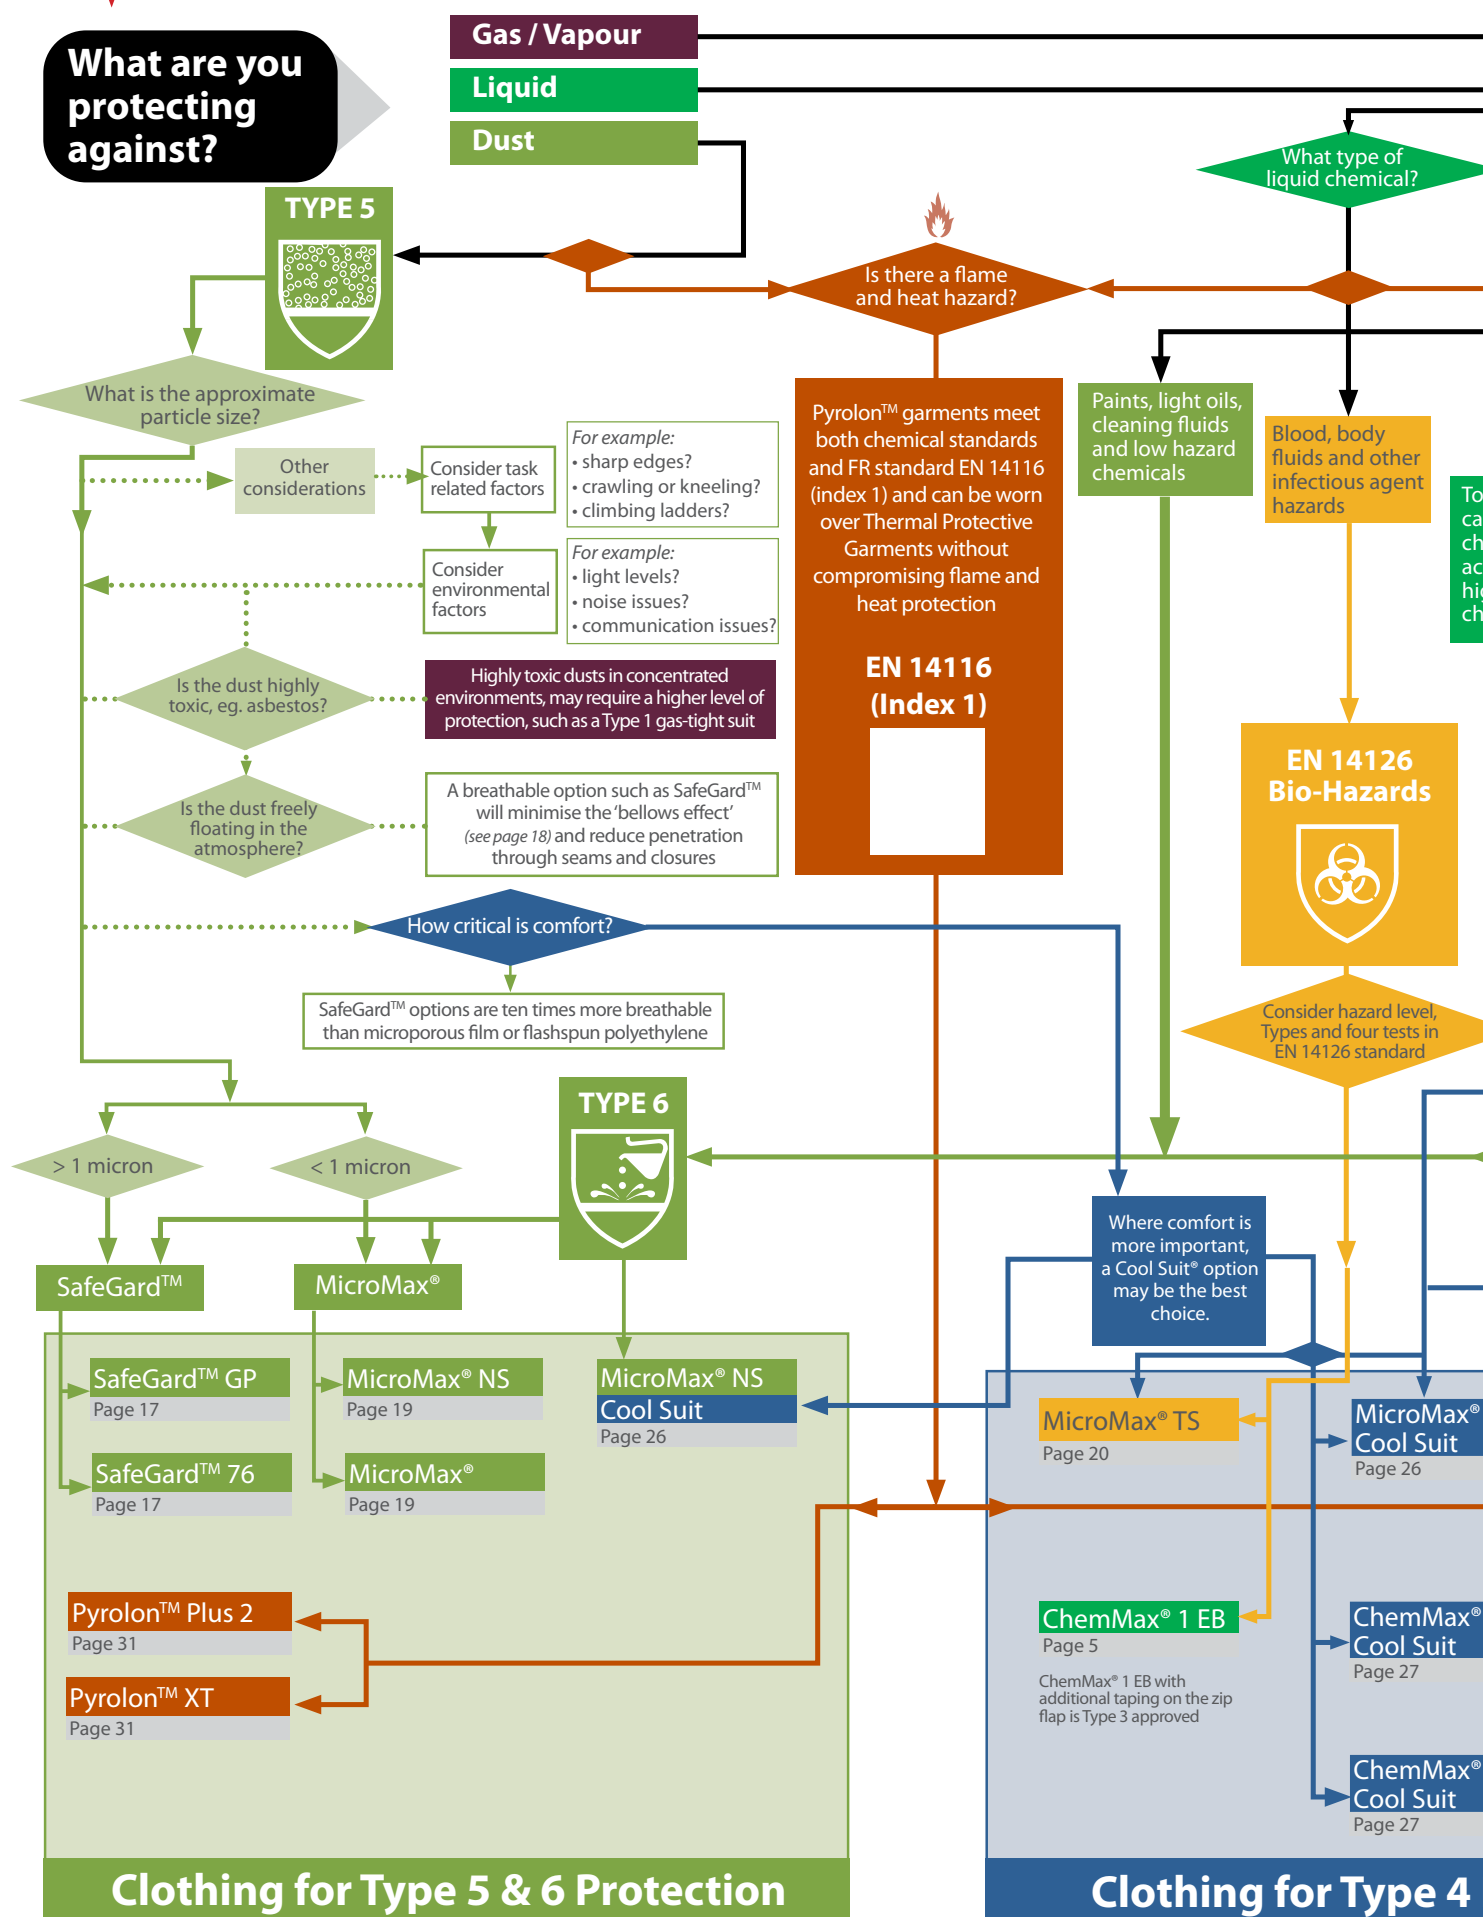 What are you
protecting
against?
Gas / Vapour
Liquid
Dust
What type of
liquid chemical?
TYPE 5
Is there a flame
and heat hazard?
What is the approximate
particle size?
Other
considerations
Consider task
related factors
For example:
• sharp edges?
• crawling or kneeling?
• climbing ladders?
Consider
environmental
factors
For example:
• light levels?
• noise issues?
• communication issues?
Pyrolon™ garments meet
both chemical standards
and FR standard EN 14116
(index 1) and can be worn
over Thermal Protective
Garments without
compromising flame and
heat protection
EN 14116
(Index 1)
Paints, light oils,
cleaning fluids
and low hazard
chemicals
Blood, body
fluids and other
infectious agent
hazards
Is the dust highly
toxic, eg. asbestos?
Highly toxic dusts in concentrated
environments, may require a higher level of
protection, such as a Type 1 gas-tight suit
Is the dust freely
floating in the
atmosphere?
A breathable option such as SafeGard™
will minimise the 'bellows effect'
(see page 18) and reduce penetration
through seams and closures
EN 14126
Bio-Hazards
How critical is comfort?
SafeGard™ options are ten times more breathable
than microporous film or flashspun polyethylene
Consider hazard level,
Types and four tests in
EN 14126 standard
> 1 micron
< 1 micron
TYPE 6
Where comfort is
more important,
a Cool Suit® option
may be the best
choice.
SafeGard™
MicroMax®
SafeGard™ GP
Page 17
MicroMax® NS
Page 19
MicroMax® NS
Cool Suit
Page 26
SafeGard™ 76
Page 17
MicroMax®
Page 19
MicroMax® TS
Page 20
MicroMax®
Cool Suit
Page 26
Pyrolon™ Plus 2
Page 31
Pyrolon™ XT
Page 31
ChemMax® 1 EB
Page 5
ChemMax® 1 EB with
additional taping on the zip
flap is Type 3 approved
ChemMax®
Cool Suit
Page 27
ChemMax®
Cool Suit
Page 27
Clothing for Type 5 & 6 Protection
Clothing for Type 4